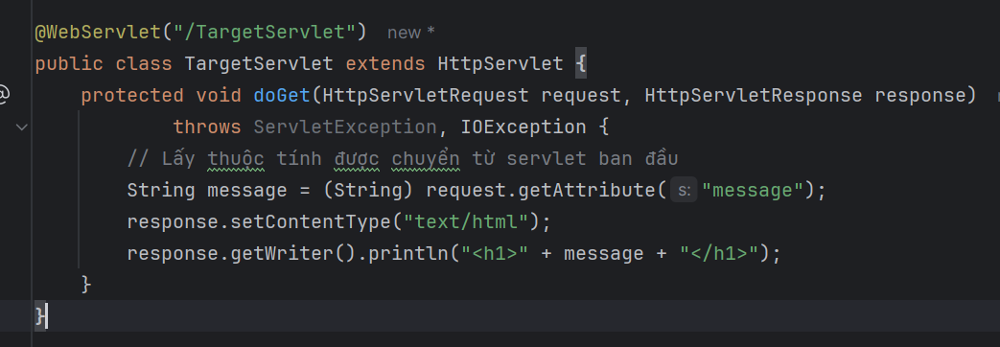 @WebServlet("/TargetServlet") new *
public class TargetServlet extends HttpServlet {
protected void doGet(HttpServletRequest request, HttpServletResponse response)
throws ServletException, IOException {
// Lấy thuộc tính được chuyển từ servlet ban đầu
String message = (String) request.getAttribute( s: "message");
response.setContentType("text/html");
response.getWriter().println("<h1>" + message + "</h1>");
}
}